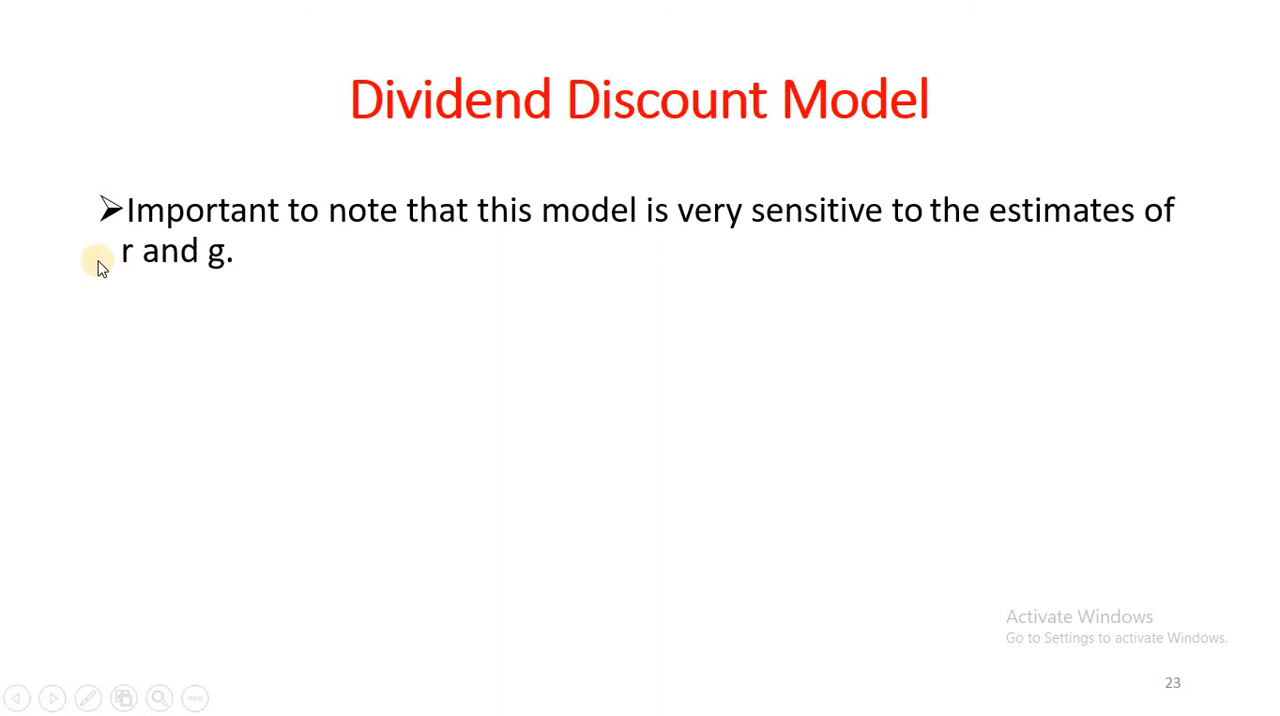 Dividend Discount Model
➢Important to note that this model is very sensitive to the estimates of
r and g.
Activate Windows
Go to Settings to activate Windows.
23